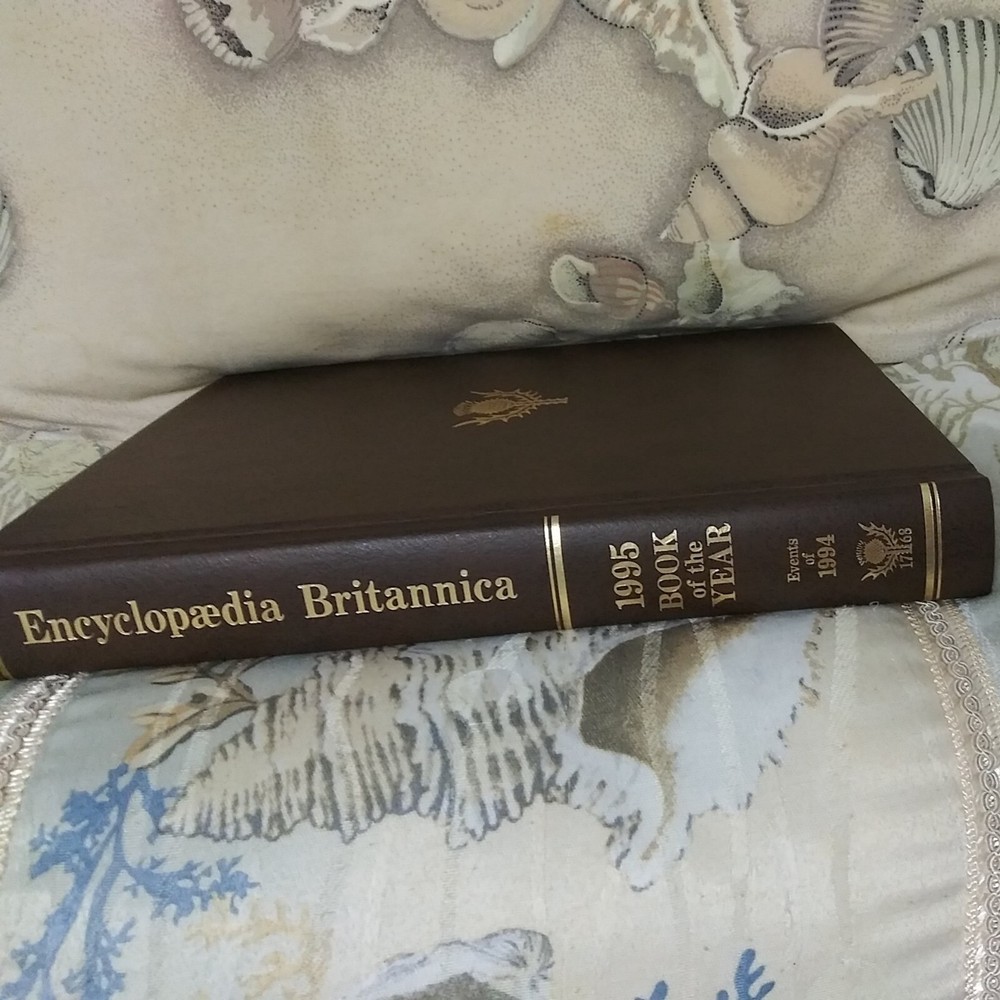 Encyclopædia Britannica
1995
BOOK
of the
YEAR
Events
of
1994
1768